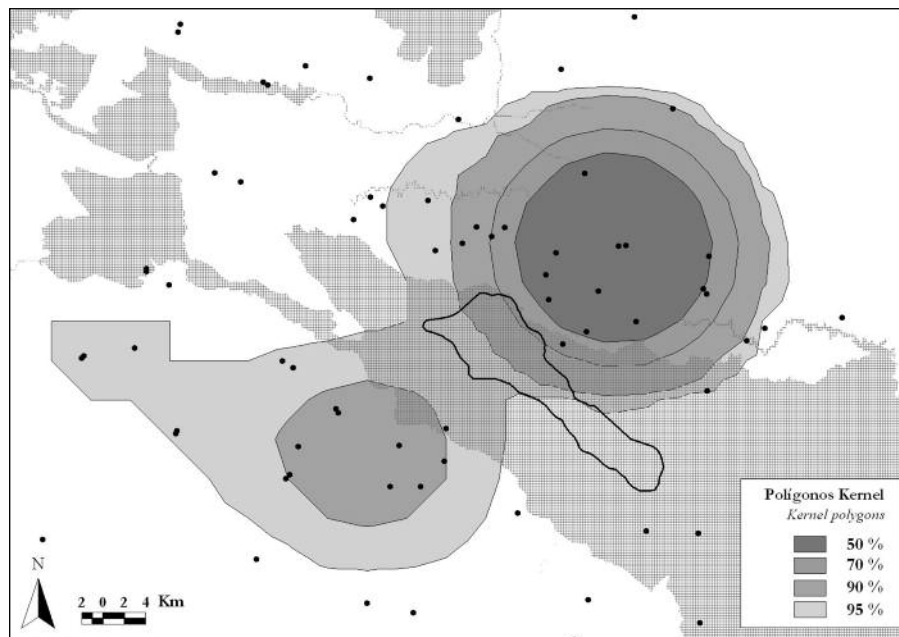 Polígonos Kernel
Kernel polygons
50 %
70 %
90 %
95 %
N
2 0 2 4 Km